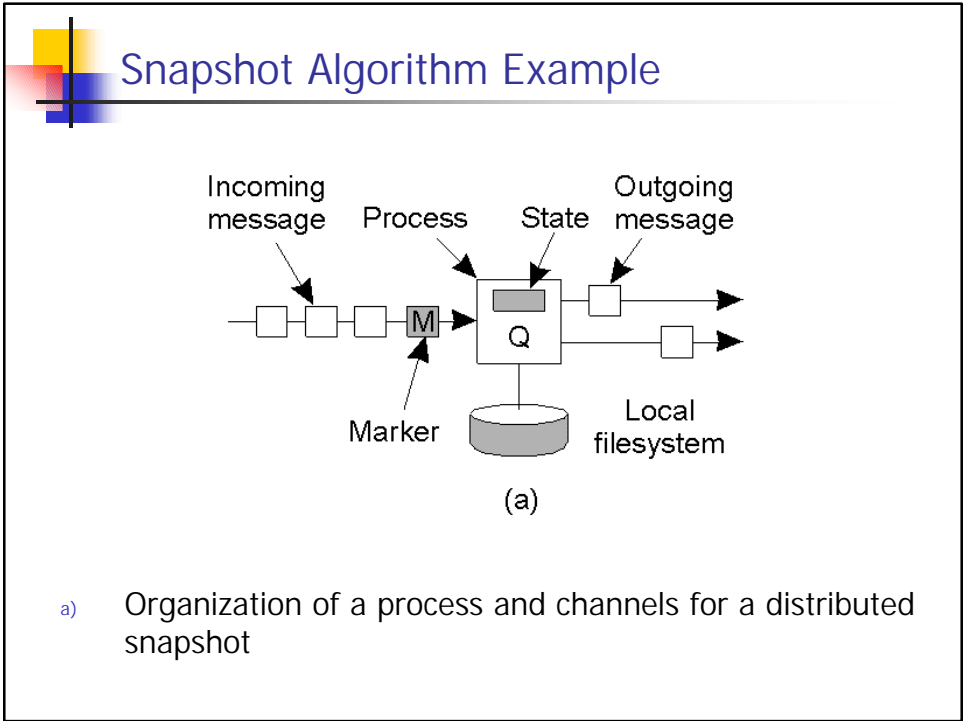 Snapshot Algorithm Example
Incoming
message
Process
State
Outgoing
message
M
Q
Marker
Local
filesystem
(a)
a) Organization of a process and channels for a distributed
snapshot